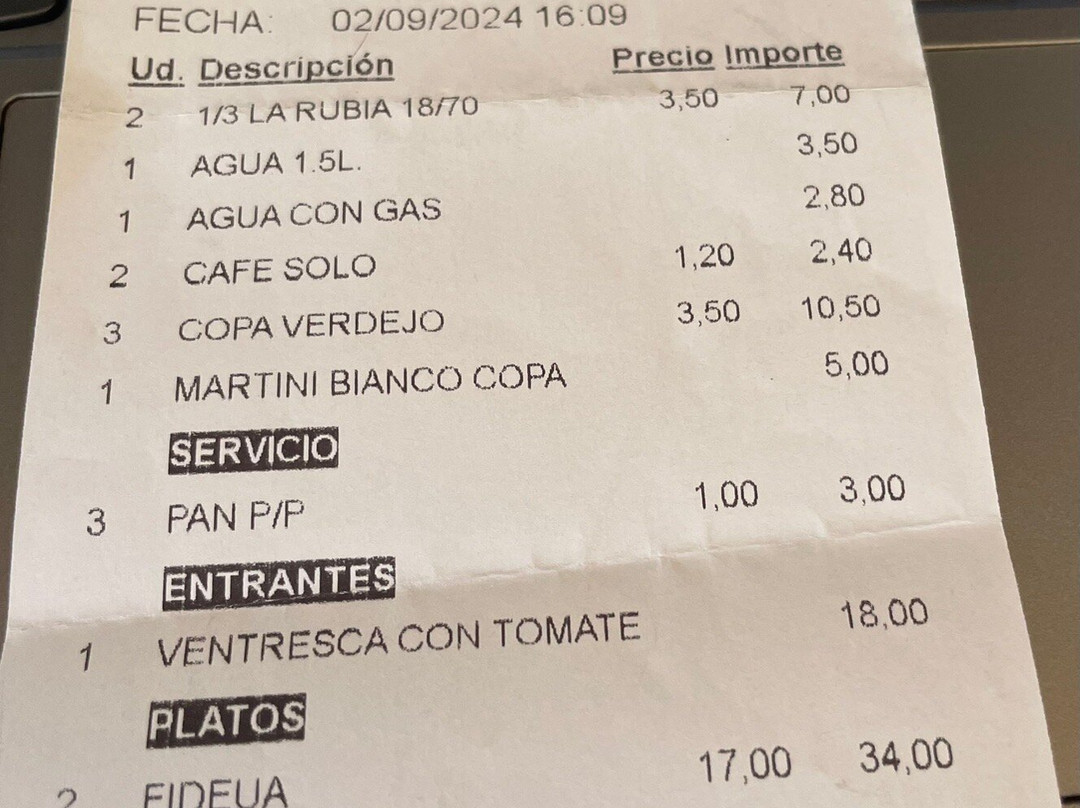 FECHA: 02/09/2024 16:09
Ud. Descripción Precio Importe
2 1/3 LA RUBIA 18/70 3,50 7,00
1 AGUA 1.5L. 3,50
1 AGUA CON GAS 2,80
2 CAFE SOLO 1,20 2,40
3 COPA VERDEJO 3,50 10,50
1 MARTINI BIANCO COPA 5,00
SERVICIO
3 PAN P/P 1,00 3,00
ENTRANTES
1 VENTRESCA CON TOMATE 18,00
PLATOS
2 FIDEUA 17,00 34,00